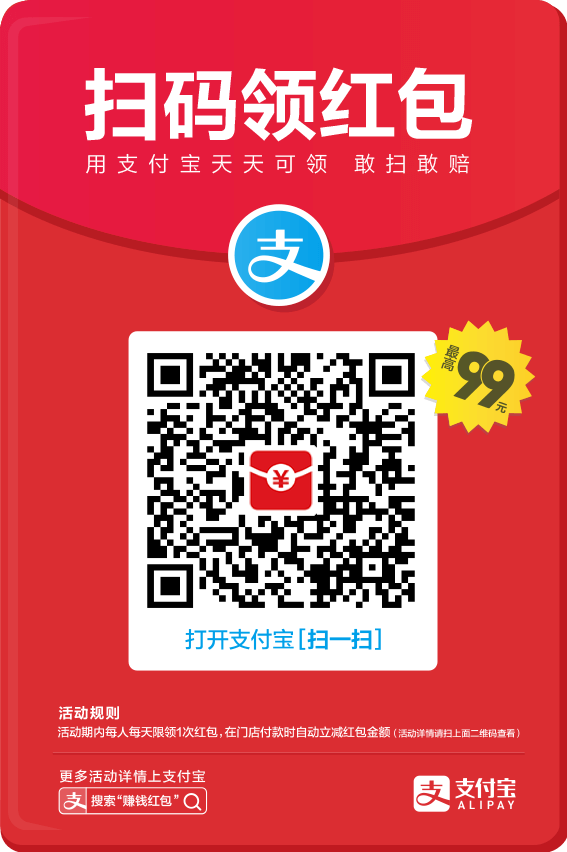 扫码领红包
用支付宝天天可领 敢扫敢赔
支
最高
99元
¥
打开支付宝[扫一扫]
活动规则
活动期内每人每天限领1次红包，在门店付款时自动立减红包金额（活动详情请扫上面二维码查看）
更多活动详情上支付宝
支 搜索“赚钱红包”
支 支付宝
ALIPAY